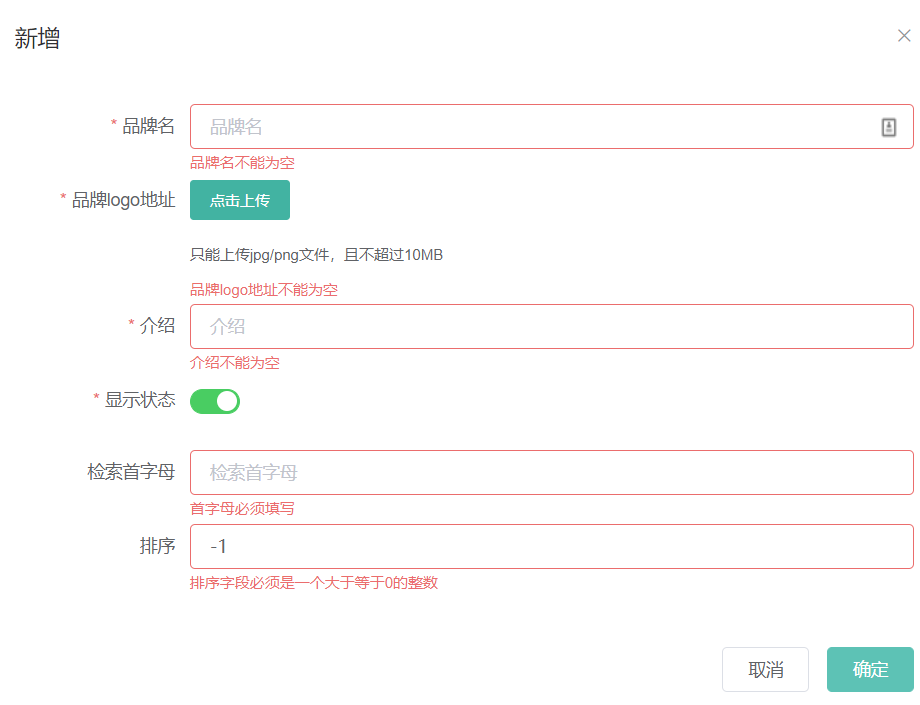 新增
* 品牌名
品牌名
品牌名不能为空
* 品牌logo地址
点击上传
只能上传jpg/png文件，且不超过10MB
品牌logo地址不能为空
* 介绍
介绍
介绍不能为空
* 显示状态
检索首字母
检索首字母
首字母必须填写
排序
-1
排序字段必须是一个大于等于0的整数
取消
确定